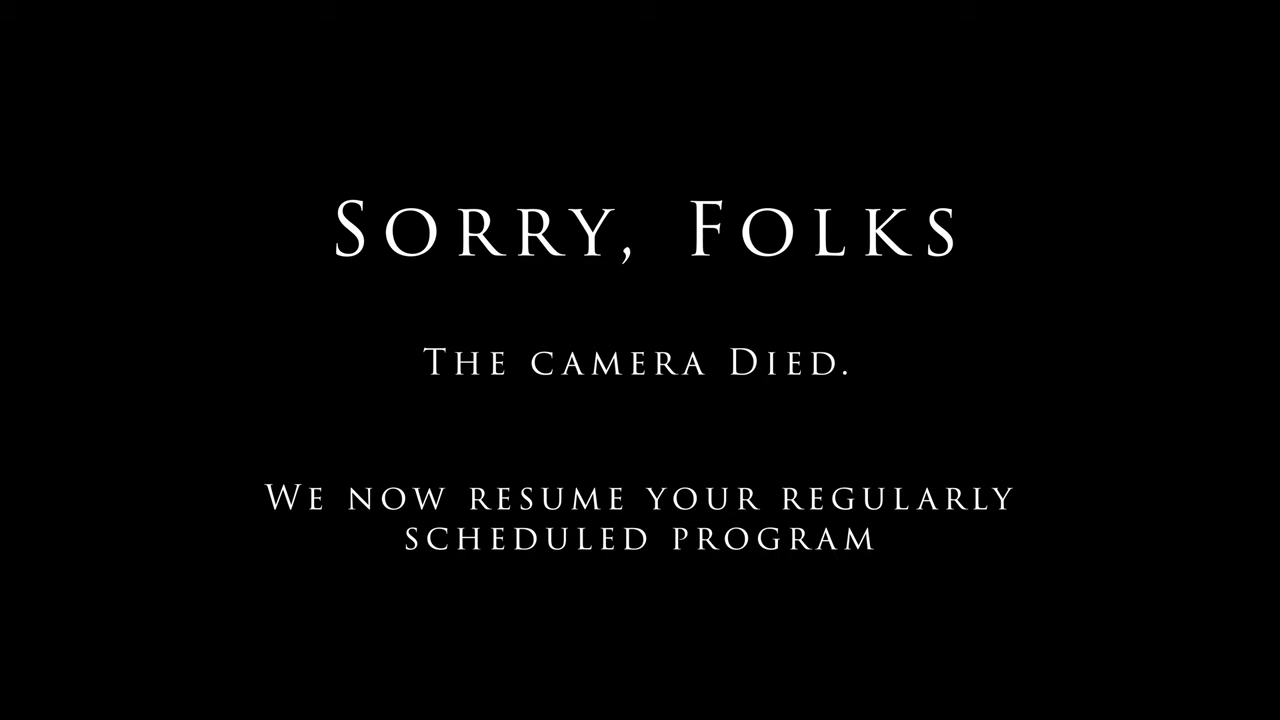 Sorry, Folks
The camera Died.
We now resume your regularly
scheduled program